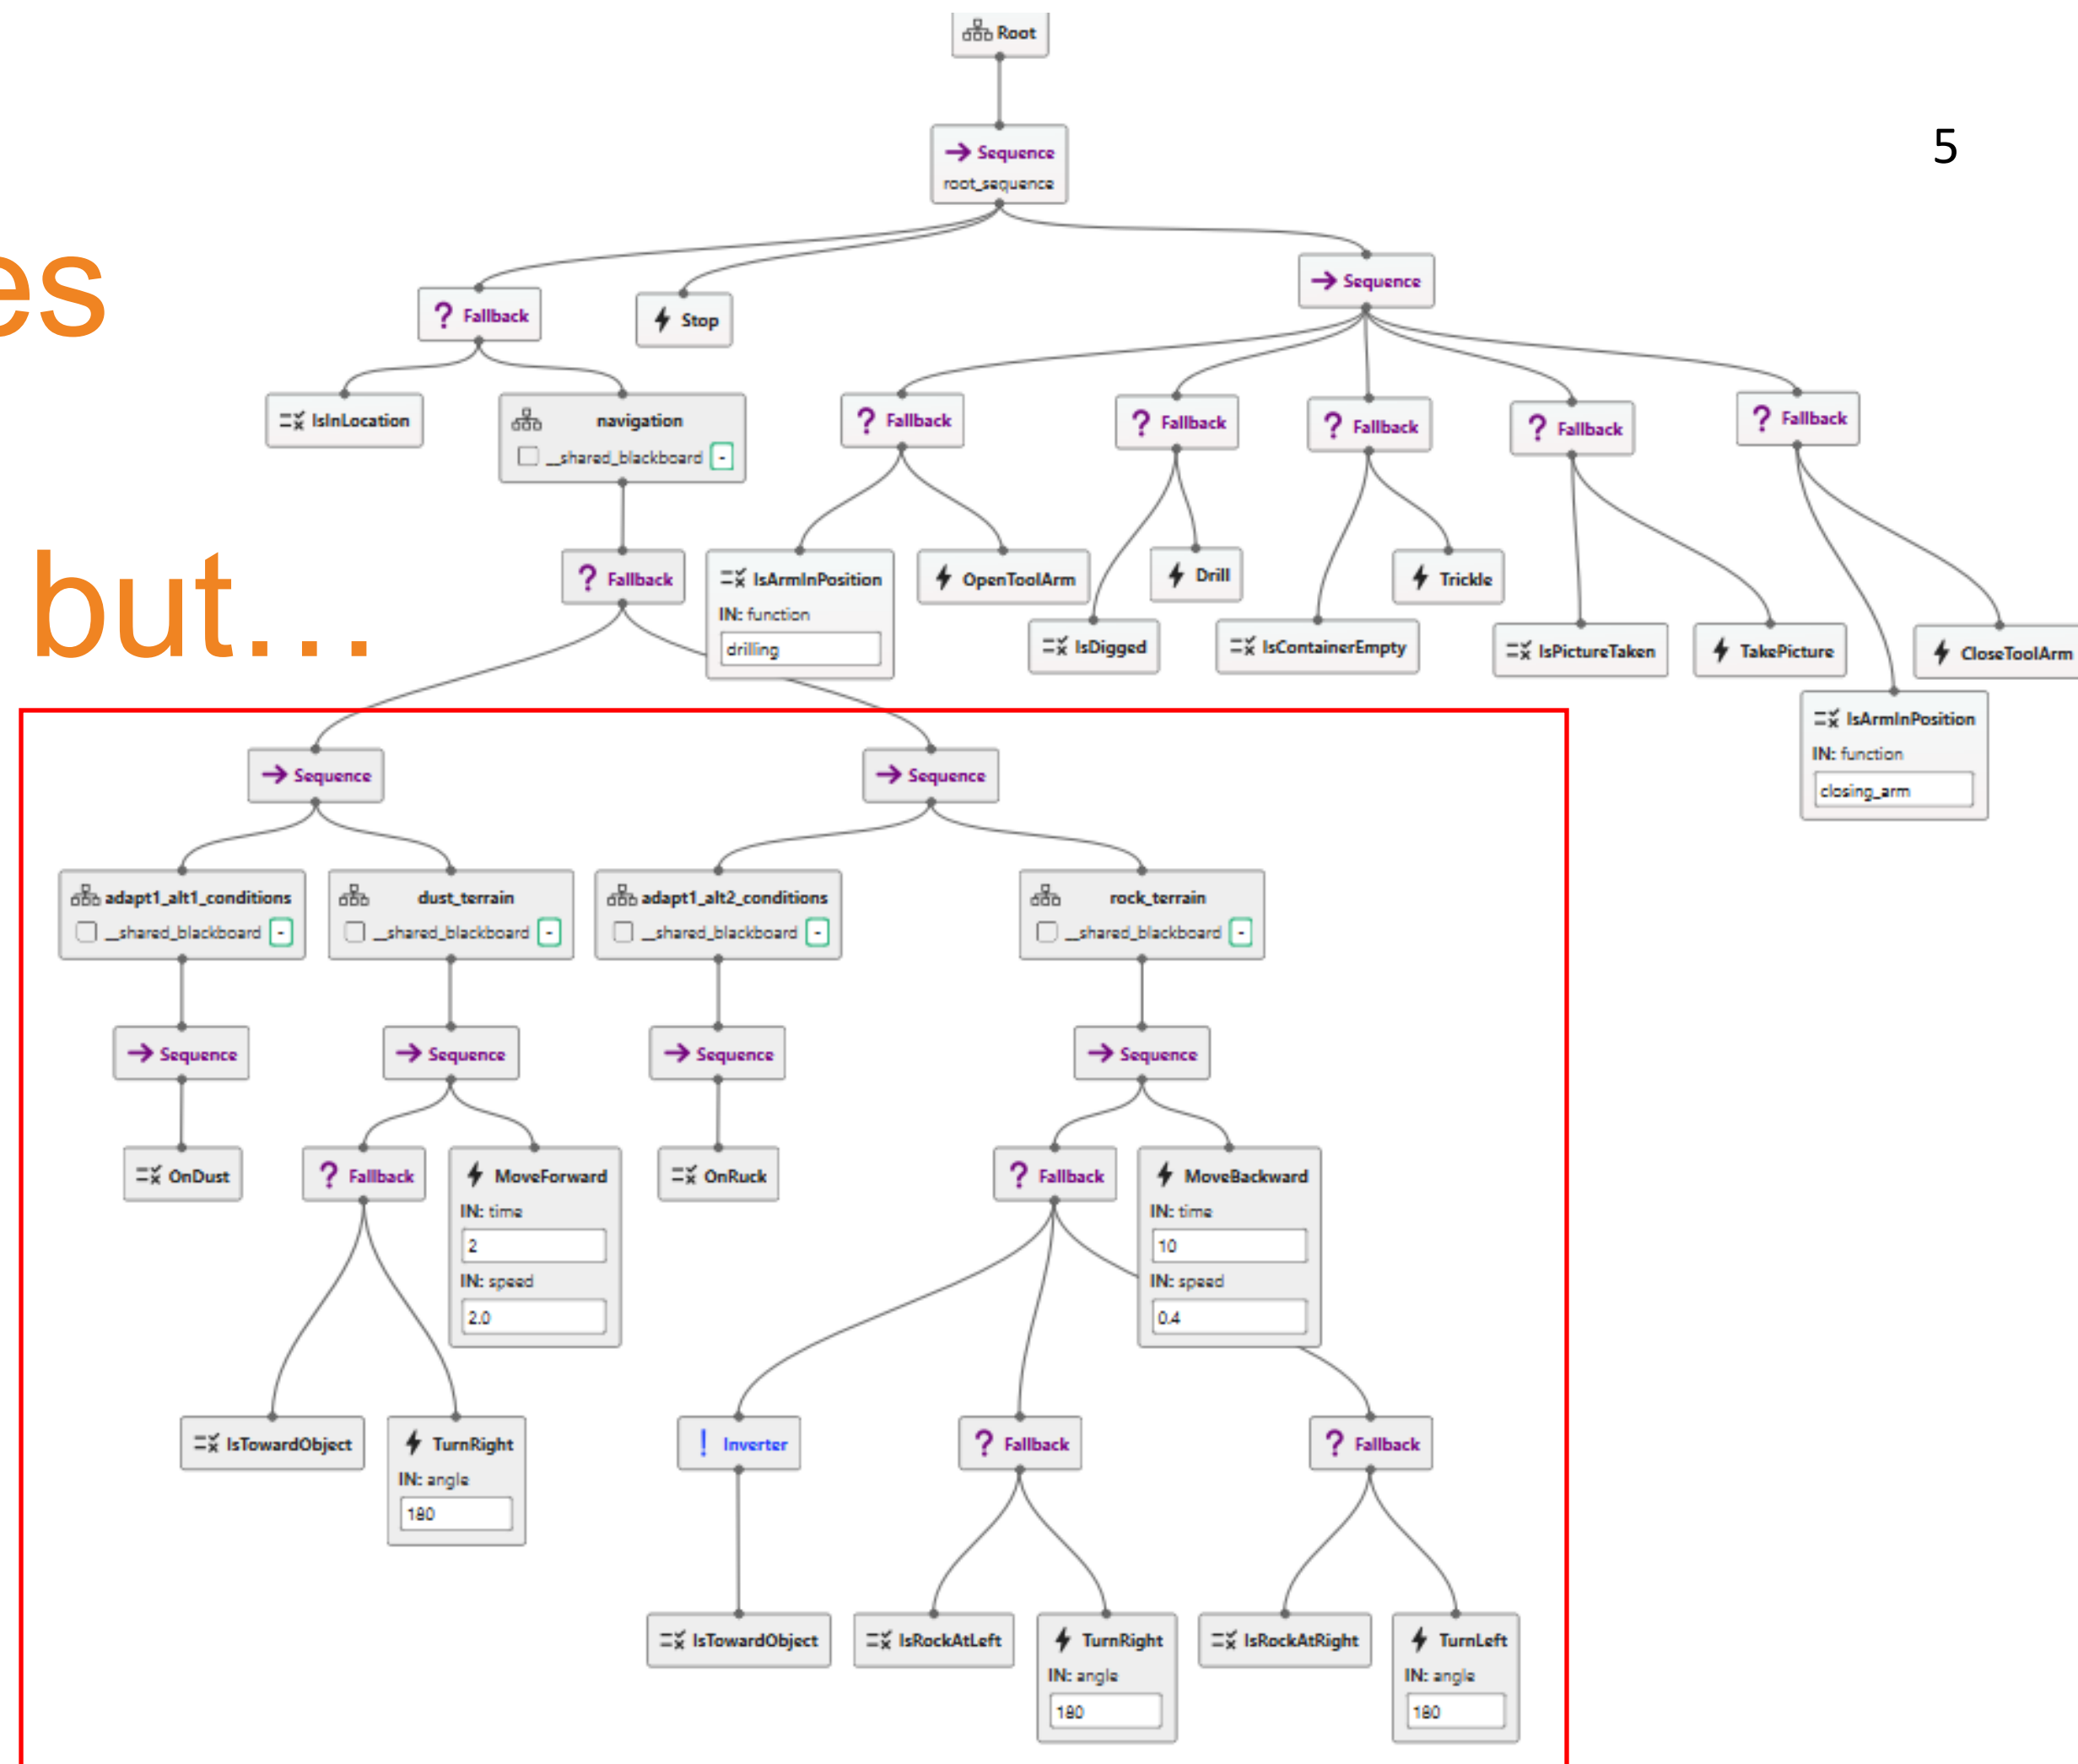 Root
5
Sequence
root_sequence
es
Sequence
? Fallback
Stop
IsInLocation
navigation
__shared_blackboard -
? Fallback
? Fallback
? Fallback
? Fallback
? Fallback
but...
? Fallback
IsArmInPosition
IN: function
drilling
OpenToolArm
Drill
Trickle
IsDigged
IsContainerEmpty
IsPictureTaken
TakePicture
CloseToolArm
IsArmInPosition
IN: function
closing_arm
Sequence
Sequence
adapt1_alt1_conditions
__shared_blackboard -
dust_terrain
__shared_blackboard -
adapt1_alt2_conditions
__shared_blackboard -
rock_terrain
__shared_blackboard -
Sequence
Sequence
Sequence
Sequence
OnDust
? Fallback
MoveForward
IN: time
2
IN: speed
2.0
OnRuck
? Fallback
MoveBackward
IN: time
10
IN: speed
0.4
IsTowardObject
TurnRight
IN: angle
180
! Inverter
? Fallback
? Fallback
IsTowardObject
IsRockAtLeft
TurnRight
IN: angle
180
IsRockAtRight
TurnLeft
IN: angle
180